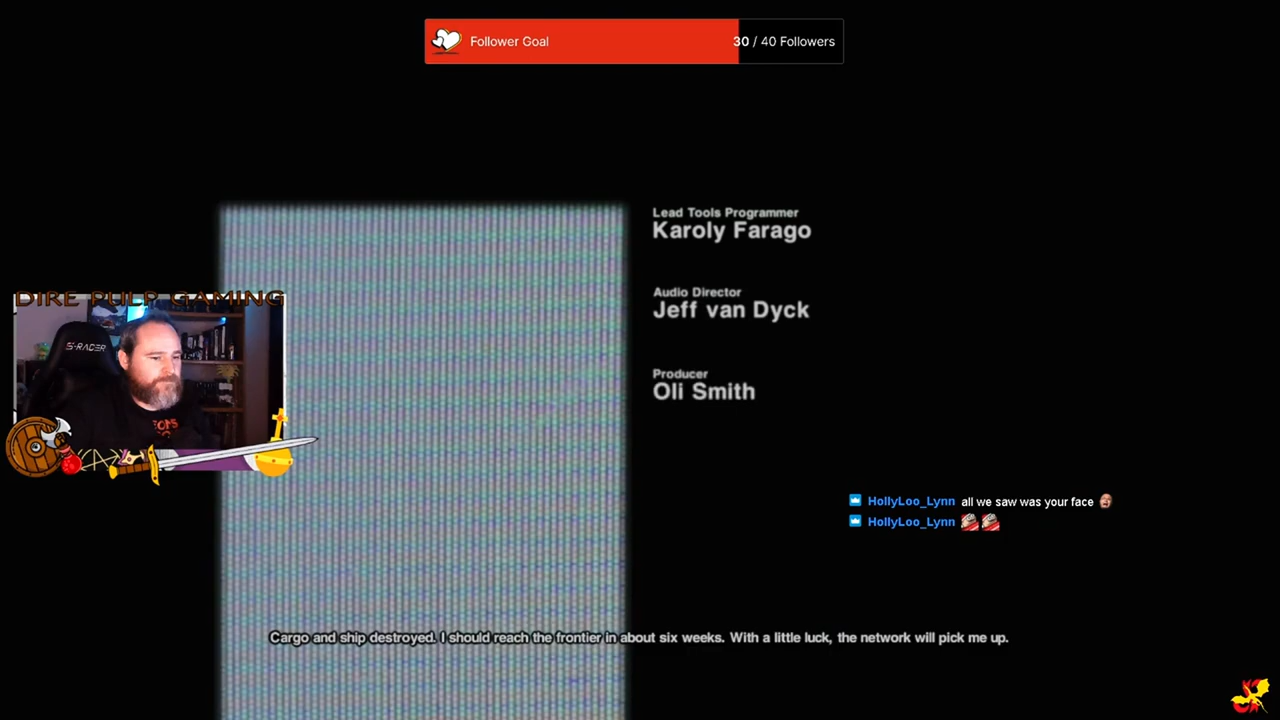 Follower Goal
30 / 40 Followers
Lead Tools Programmer
Karoly Farago
Audio Director
Jeff van Dyck
Producer
Oli Smith
DIRE PULP GAMING
S-RACER
HollyLoo_Lynn all we saw was your face
HollyLoo_Lynn
Cargo and ship destroyed. I should reach the frontier in about six weeks. With a little luck, the network will pick me up.